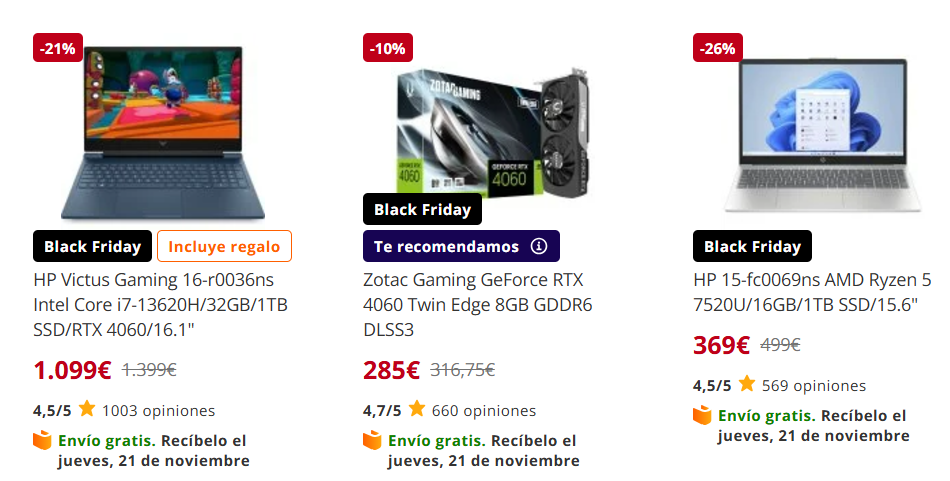 -21%
Black Friday
Incluye regalo
HP Victus Gaming 16-r0036ns
Intel Core i7-13620H/32GB/1TB
SSD/RTX 4060/16.1"
1.099€ 1.399€
4,5/5 1003 opiniones
Envío gratis. Recíbelo el
jueves, 21 de noviembre
-10%
ZOTAC GAMING
GEFORCE RTX
4060
4060
Black Friday
Te recomendamos
Zotac Gaming GeForce RTX
4060 Twin Edge 8GB GDDR6
DLSS3
285€ 316,75€
4,7/5 660 opiniones
Envío gratis. Recíbelo el
jueves, 21 de noviembre
-26%
Black Friday
HP 15-fc0069ns AMD Ryzen 5
7520U/16GB/1TB SSD/15.6"
369€ 499€
4,5/5 569 opiniones
Envío gratis. Recíbelo el
jueves, 21 de noviembre